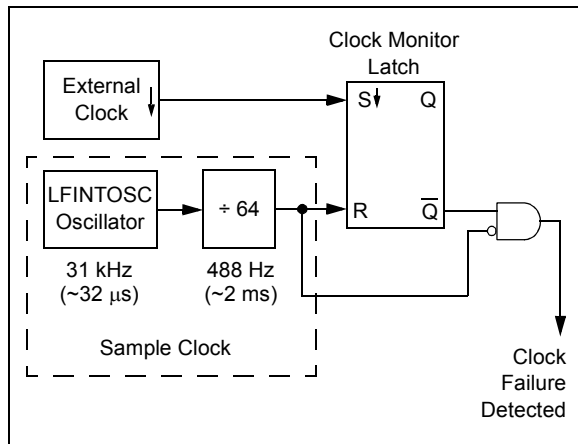 Clock Monitor
Latch
External
Clock
S
Q
LFINTOSC
Oscillator
÷ 64
R
Q̅
31 kHz
(~32 μs)
488 Hz
(~2 ms)
Sample Clock
Clock
Failure
Detected